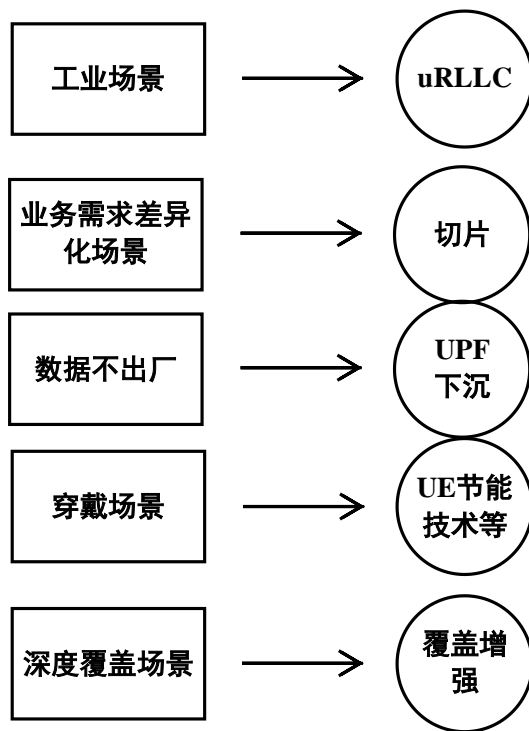 工业场景
uRLLC
业务需求差异
化场景
切片
数据不出厂
UPF
下沉
穿戴场景
UE节能
技术等
深度覆盖场景
覆盖增
强